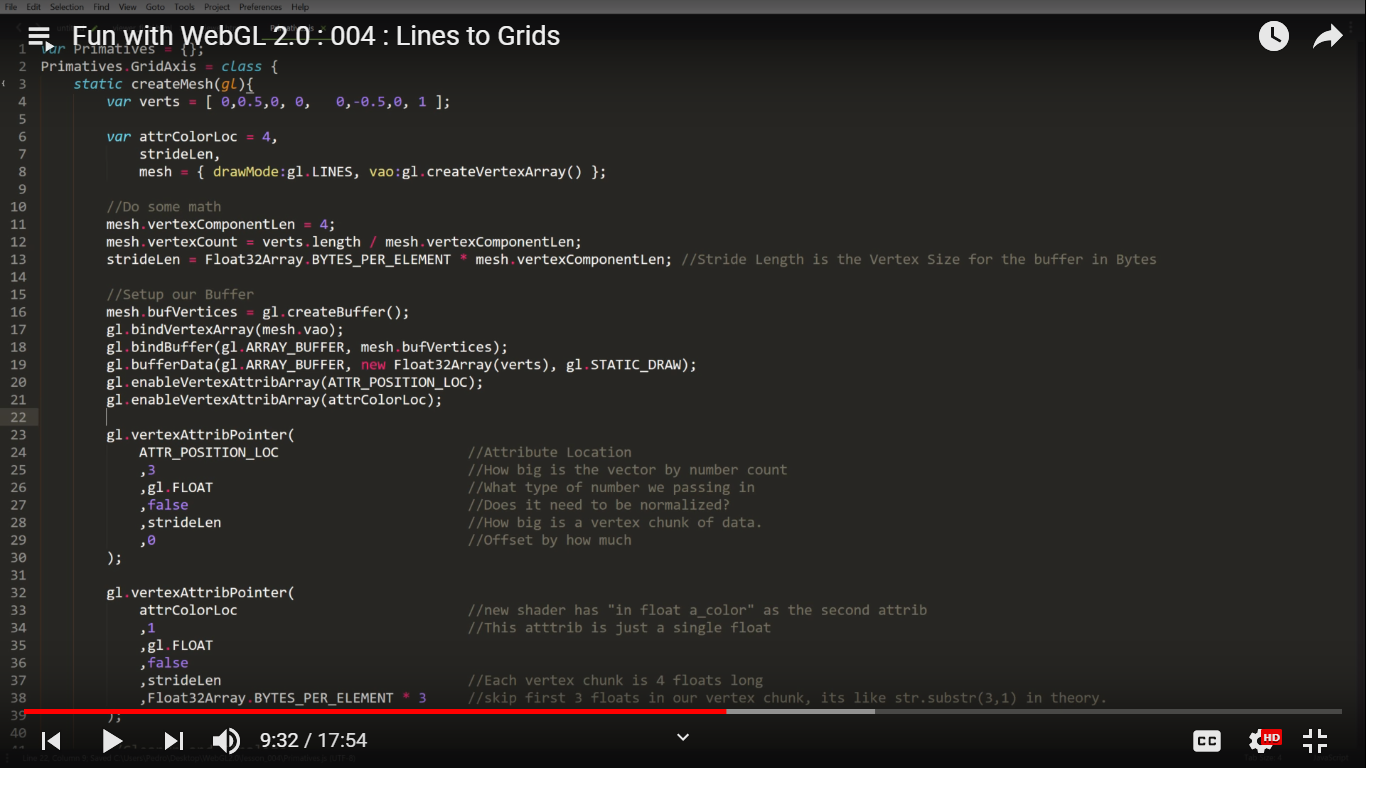 File Edit Selection Find View Goto Tools Project Preferences Help
Fun with WebGL 2.0 : 004 : Lines to Grids
1 var Primatives = {};
2 Primatives.GridAxis = class {
3 static createMesh(gl){
4 var verts = [ 0,0.5,0, 0, 0,-0.5,0, 1 ];
5
6 var attrColorLoc = 4,
7 strideLen,
8 mesh = { drawMode:gl.LINES, vao:gl.createVertexArray() };
9
10 //Do some math
11 mesh.vertexComponentLen = 4;
12 mesh.vertexCount = verts.length / mesh.vertexComponentLen;
13 strideLen = Float32Array.BYTES_PER_ELEMENT * mesh.vertexComponentLen; //Stride Length is the Vertex Size for the buffer in Bytes
14
15 //Setup our Buffer
16 mesh.bufVertices = gl.createBuffer();
17 gl.bindVertexArray(mesh.vao);
18 gl.bindBuffer(gl.ARRAY_BUFFER, mesh.bufVertices);
19 gl.bufferData(gl.ARRAY_BUFFER, new Float32Array(verts), gl.STATIC_DRAW);
20 gl.enableVertexAttribArray(ATTR_POSITION_LOC);
21 gl.enableVertexAttribArray(attrColorLoc);
22
23 gl.vertexAttribPointer(
24 ATTR_POSITION_LOC //Attribute Location
25 ,3 //How big is the vector by number count
26 ,gl.FLOAT //What type of number we passing in
27 ,false //Does it need to be normalized?
28 ,strideLen //How big is a vertex chunk of data.
29 ,0 //Offset by how much
30 );
31
32 gl.vertexAttribPointer(
33 attrColorLoc //new shader has "in float a_color" as the second attrib
34 ,1 //This atttrib is just a single float
35 ,gl.FLOAT
36 ,false
37 ,strideLen //Each vertex chunk is 4 floats long
38 ,Float32Array.BYTES_PER_ELEMENT * 3 //skip first 3 floats in our vertex chunk, its like str.substr(3,1) in theory.
39 );
40
9:32 / 17:54 CC HD